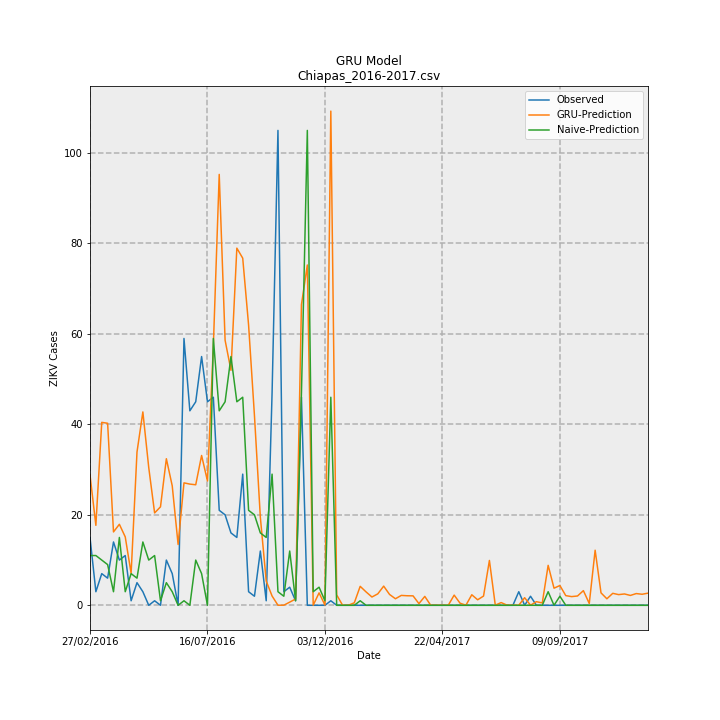 GRU Model
Chiapas_2016-2017.csv
Observed
GRU-Prediction
Naive-Prediction
ZIKV Cases
100
80
60
40
20
0
27/02/2016 16/07/2016 03/12/2016 22/04/2017 09/09/2017
Date